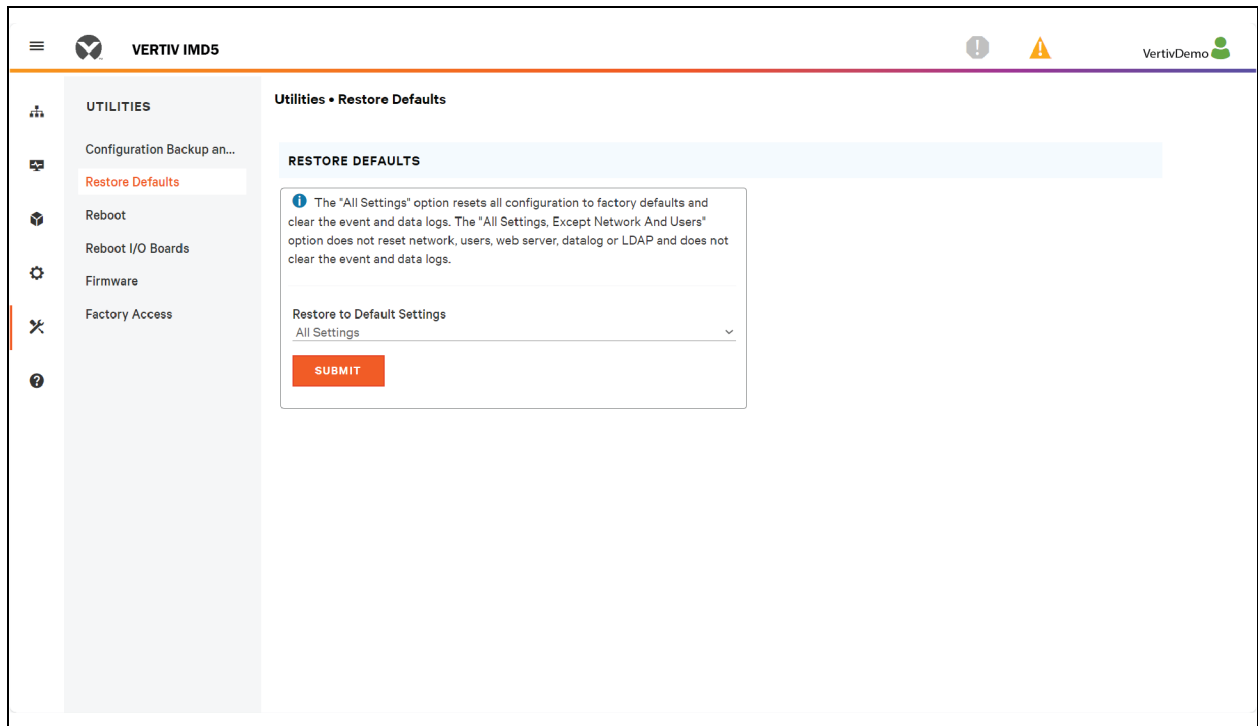 VERTIV IMD5
VertivDemo
UTILITIES
Configuration Backup an...
Restore Defaults
Reboot
Reboot I/O Boards
Firmware
Factory Access
Utilities • Restore Defaults
RESTORE DEFAULTS
The "All Settings" option resets all configuration to factory defaults and
clear the event and data logs. The "All Settings, Except Network And Users"
option does not reset network, users, web server, datalog or LDAP and does not
clear the event and data logs.
Restore to Default Settings
All Settings
SUBMIT